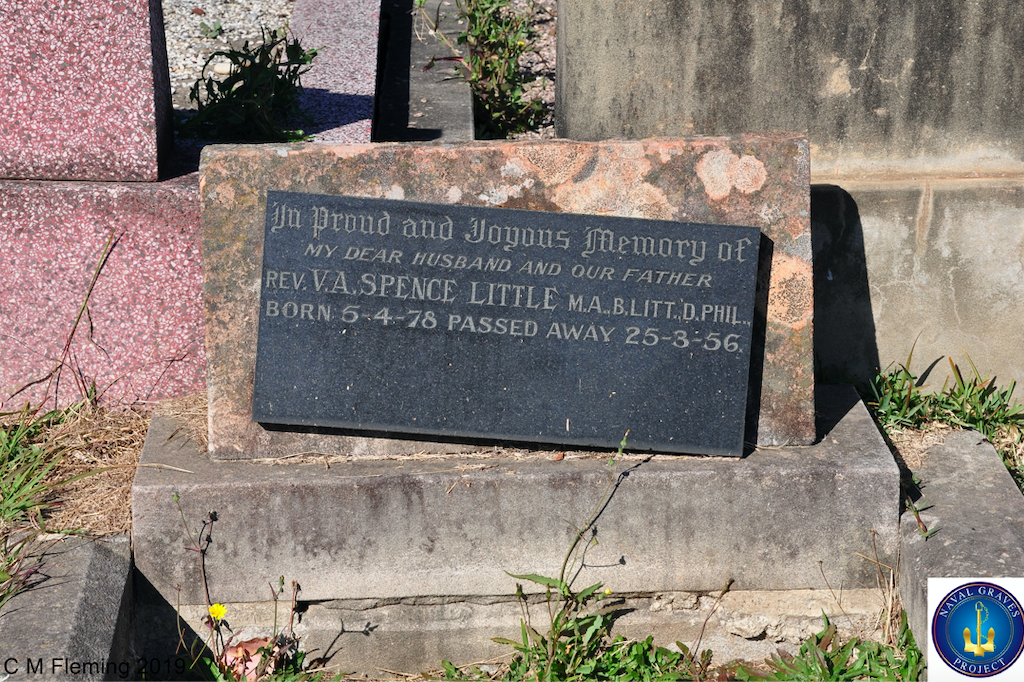 In Proud and Joyous Memory of
MY DEAR HUSBAND AND OUR FATHER
REV. V.A. SPENCE LITTLE M.A., B.LITT., D.PHIL.,
BORN 5-4-78 PASSED AWAY 25-3-56.
C M Fleming 2019
NAVAL GRAVES
PROJECT